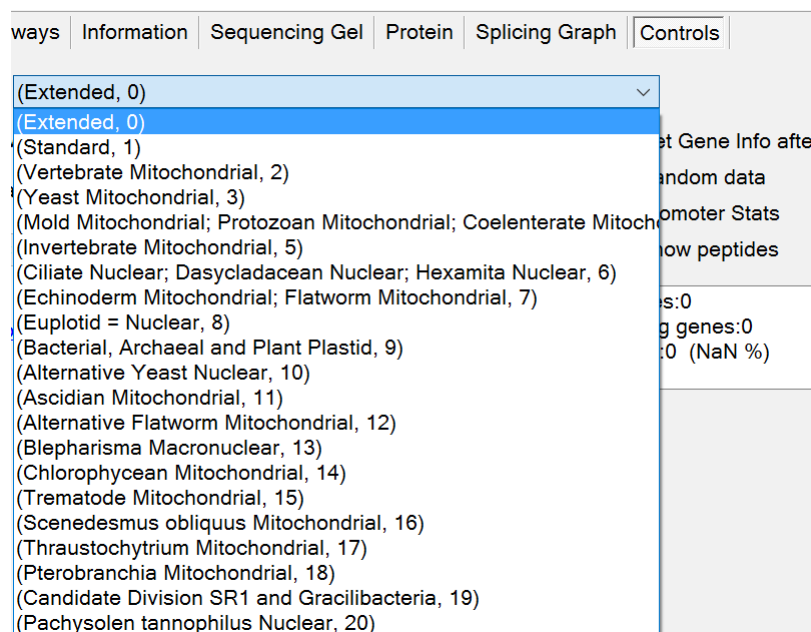 ways Information Sequencing Gel Protein Splicing Graph Controls
(Extended, 0)
(Extended, 0)
(Standard, 1)
et Gene Info afte
(Vertebrate Mitochondrial, 2)
andom data
(Yeast Mitochondrial, 3)
(Mold Mitochondrial; Protozoan Mitochondrial; Coelenterate Mitoch
omoter Stats
(Invertebrate Mitochondrial, 5)
ow peptides
(Ciliate Nuclear; Dasycladacean Nuclear; Hexamita Nuclear, 6)
(Echinoderm Mitochondrial; Flatworm Mitochondrial, 7)
s:0
(Euplotid = Nuclear, 8)
g genes:0
(Bacterial, Archaeal and Plant Plastid, 9)
:0 (NaN %)
(Alternative Yeast Nuclear, 10)
(Ascidian Mitochondrial, 11)
(Alternative Flatworm Mitochondrial, 12)
(Blepharisma Macronuclear, 13)
(Chlorophycean Mitochondrial, 14)
(Trematode Mitochondrial, 15)
(Scenedesmus obliquus Mitochondrial, 16)
(Thraustochytrium Mitochondrial, 17)
(Pterobranchia Mitochondrial, 18)
(Candidate Division SR1 and Gracilibacteria, 19)
(Pachysolen tannophilus Nuclear, 20)